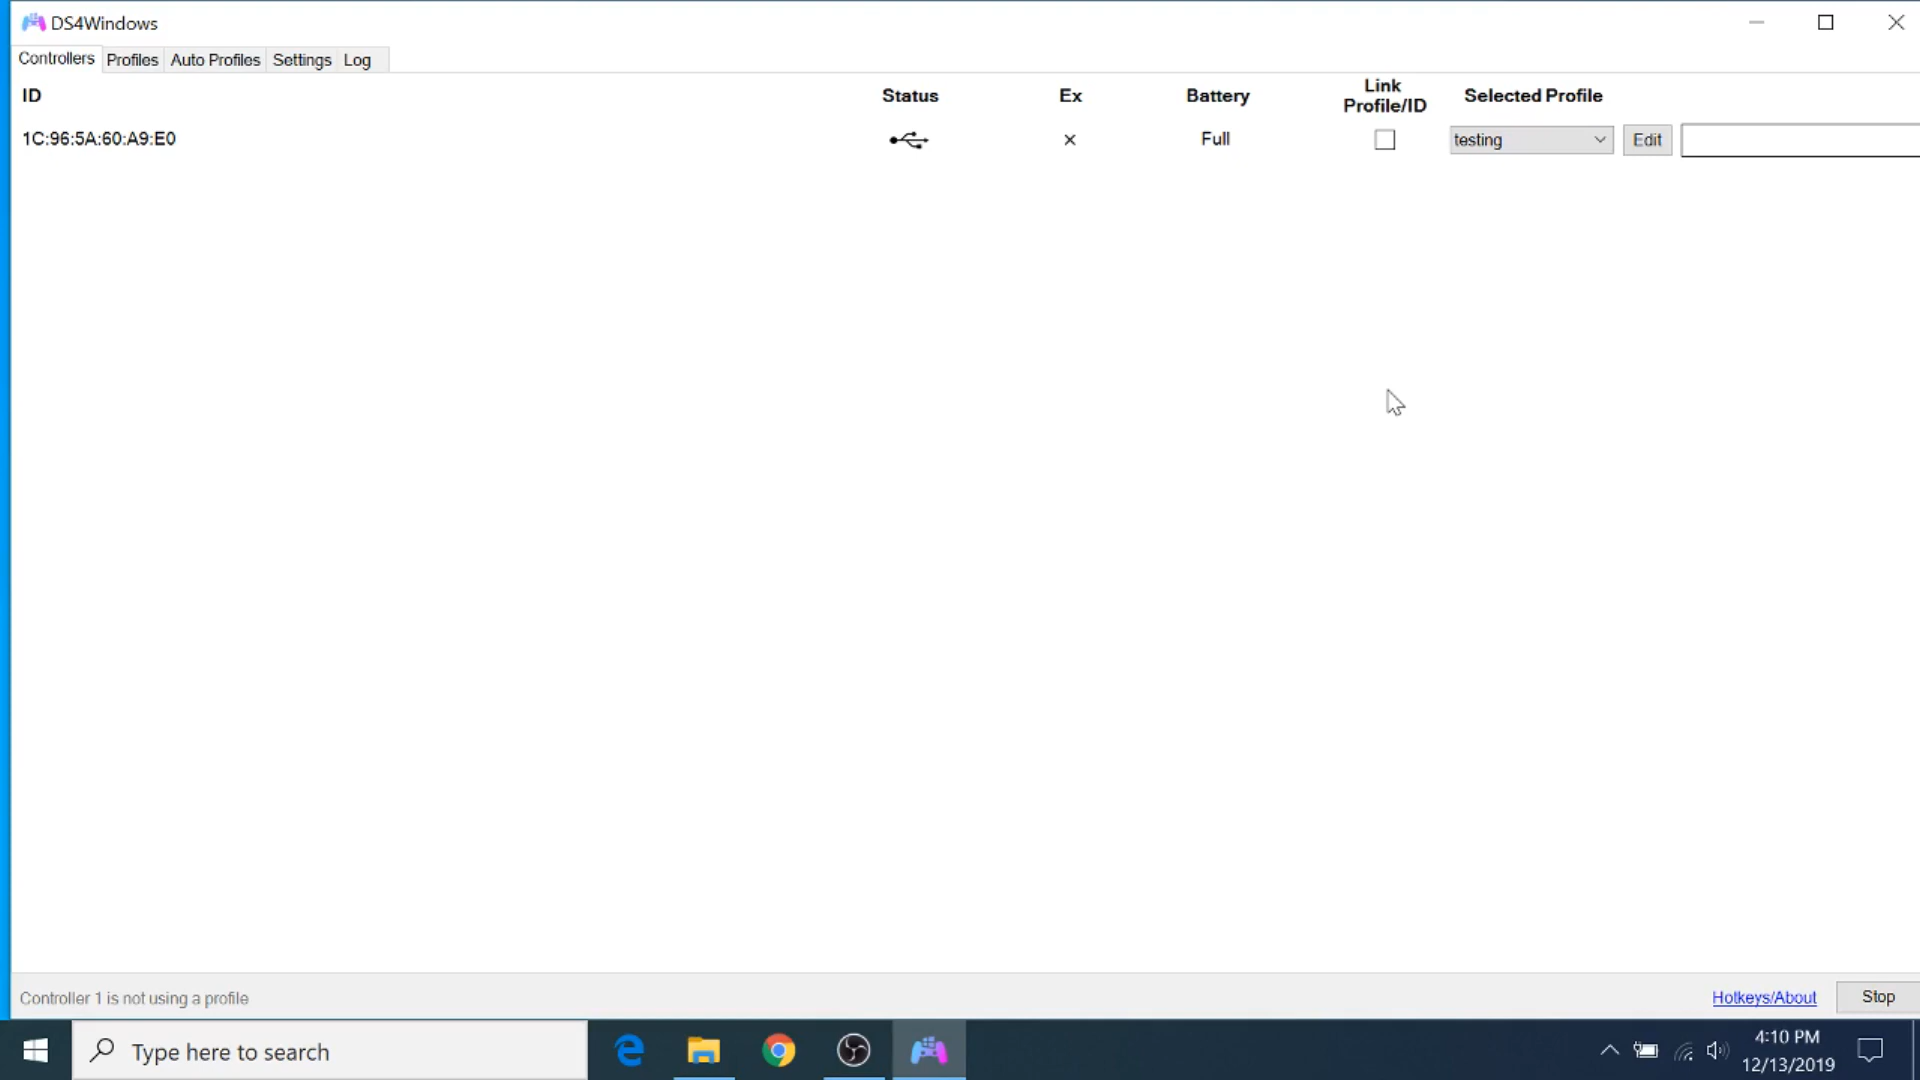 DS4Windows
Controllers Profiles Auto Profiles Settings Log
ID Status Ex Battery Link Profile/ID Selected Profile
1C:96:5A:60:A9:E0 Full testing Edit
Controller 1 is not using a profile Hotkeys/About Stop
Type here to search
4:10 PM
12/13/2019